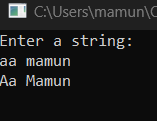 C:\Users\mamun\
Enter a string:
aa mamun
Aa Mamun